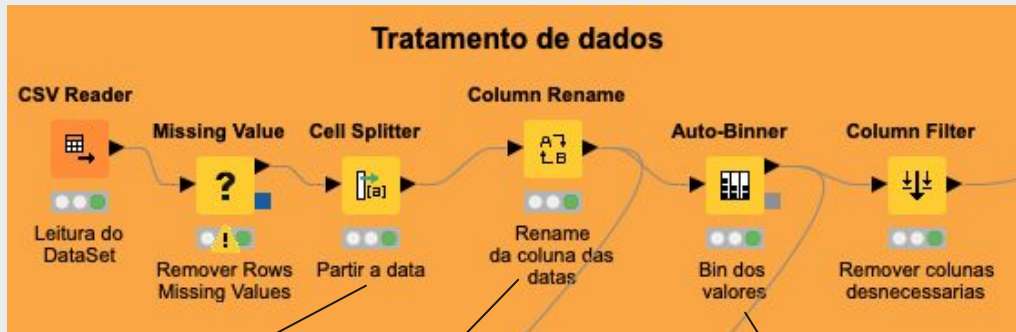 Tratamento de dados
CSV Reader
Leitura do
DataSet
Missing Value
?
Remover Rows
Missing Values
Cell Splitter
[a]
Partir a data
Column Rename
A
B
Rename
da coluna das
datas
Auto-Binner
Bin dos
valores
Column Filter
Remover colunas
desnecessarias